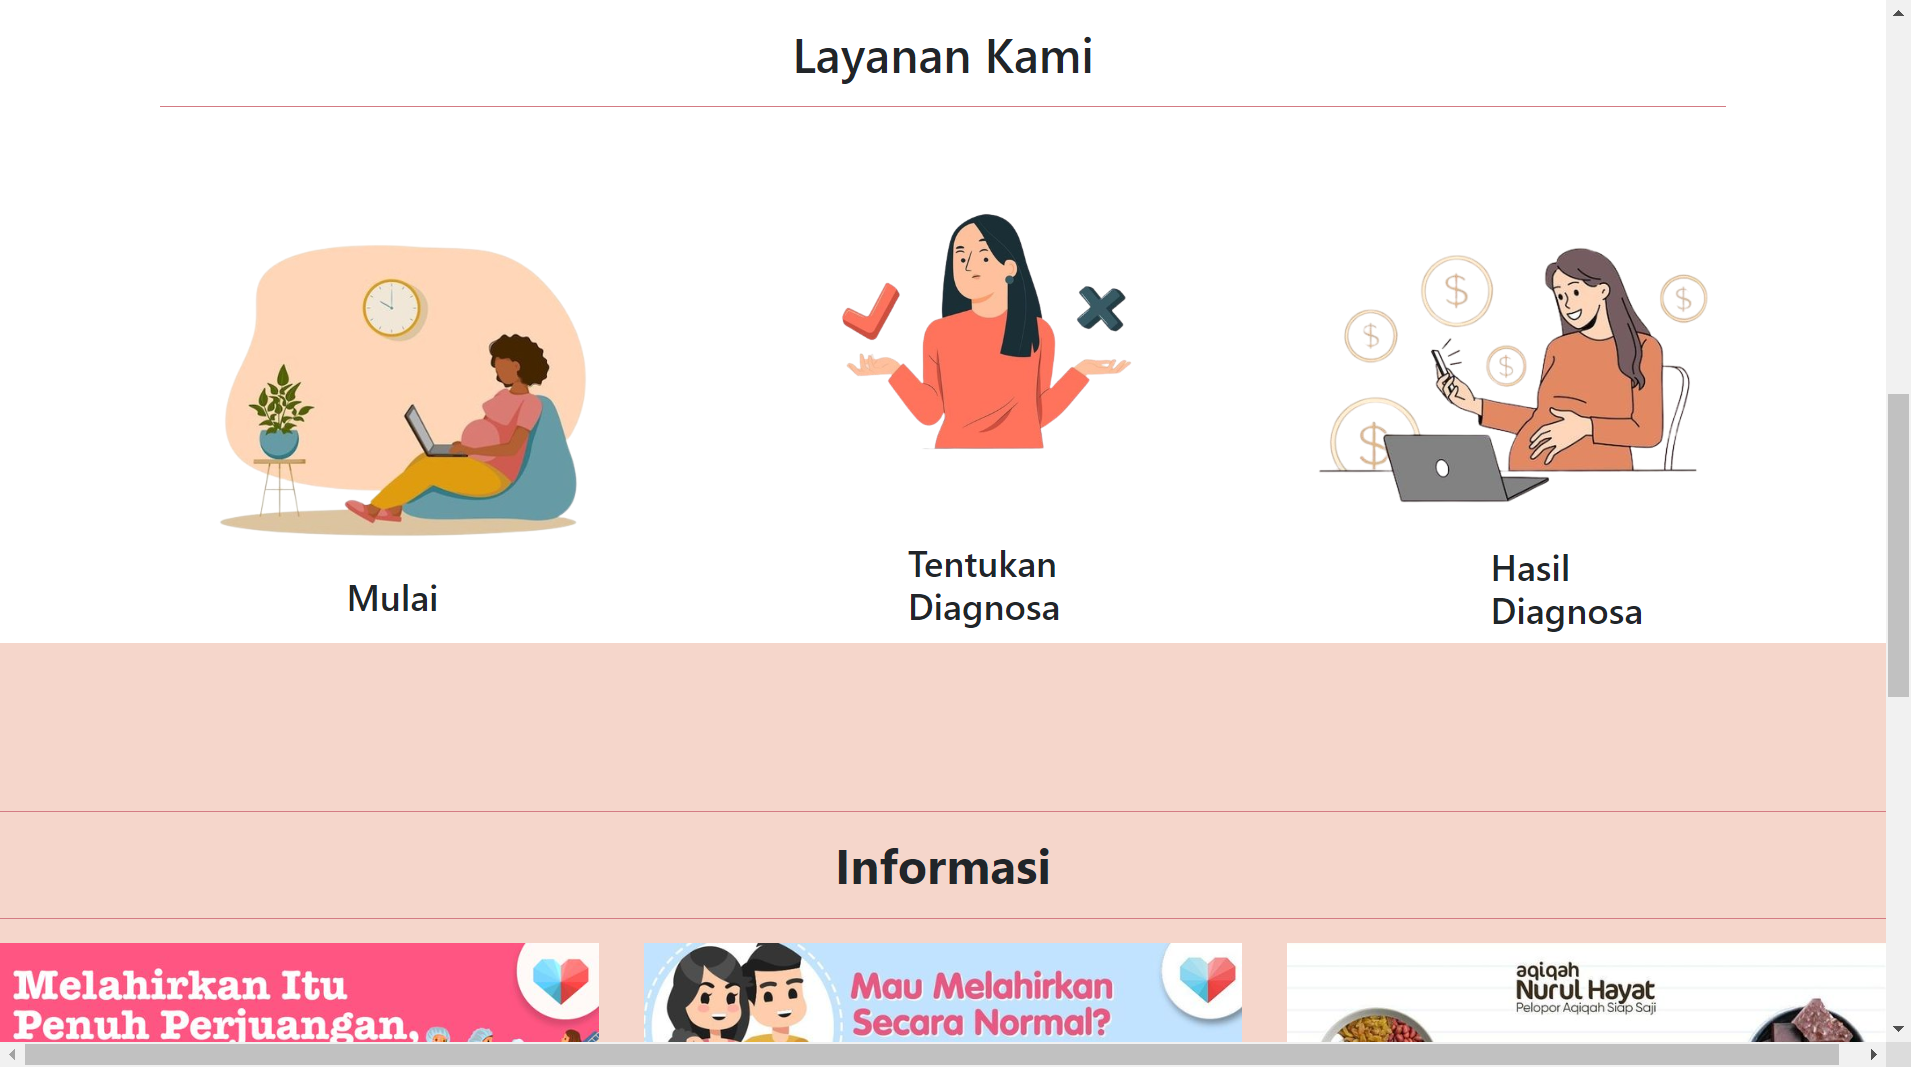 Layanan Kami
Mulai
Tentukan
Diagnosa
Hasil
Diagnosa
Informasi
Melahirkan Itu
Penuh Perjuangan,
Mau Melahirkan
Secara Normal?
aqiqah
Nurul Hayat
Pelopor Aqiqah Siap Saji